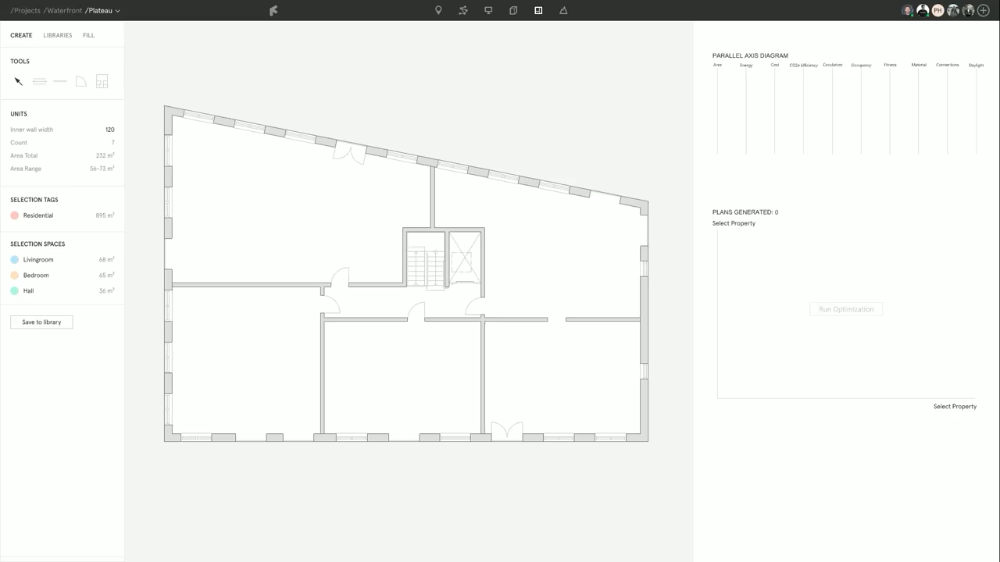 /Projects /Waterfront /Plateau
PH
CREATE LIBRARIES FILL
TOOLS
UNITS
Inner wall width 120
Count 7
Area Total 232 m²
Area Range 56-73 m²
SELECTION TAGS
Residential 895 m²
SELECTION SPACES
Livingroom 68 m²
Bedroom 65 m²
Hall 36 m²
Save to library
PARALLEL AXIS DIAGRAM
Area Energy Cost CO2e Efficiency Circulation Occupancy Fitness Material Connections Daylight
PLANS GENERATED: 0
Select Property
Run Optimization
Select Property